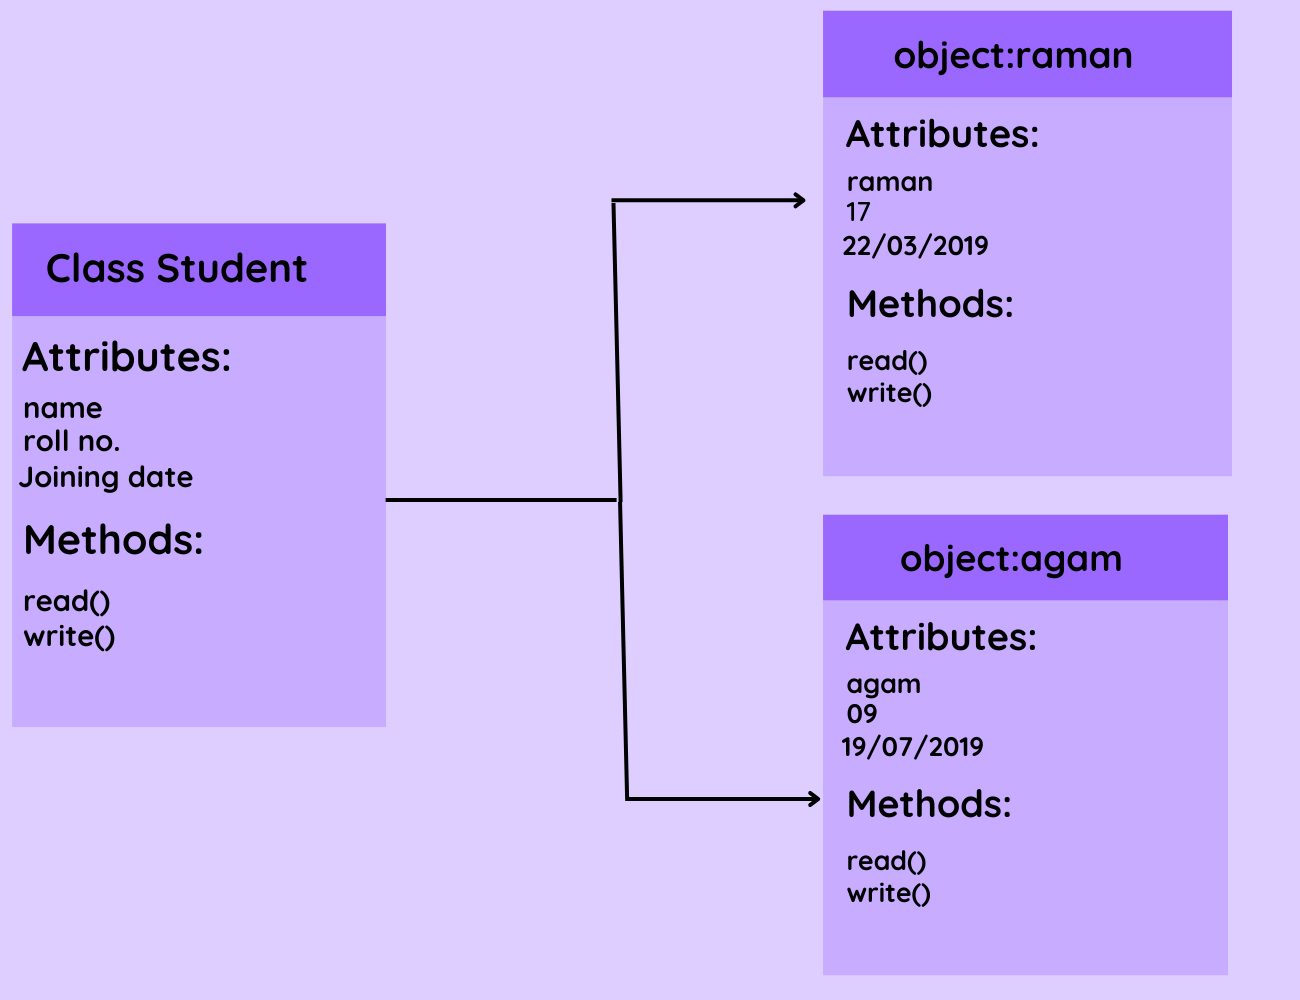 Class Student
Attributes:
name
roll no.
Joining date
Methods:
read()
write()
object:raman
Attributes:
raman
17
22/03/2019
Methods:
read()
write()
object:agam
Attributes:
agam
09
19/07/2019
Methods:
read()
write()